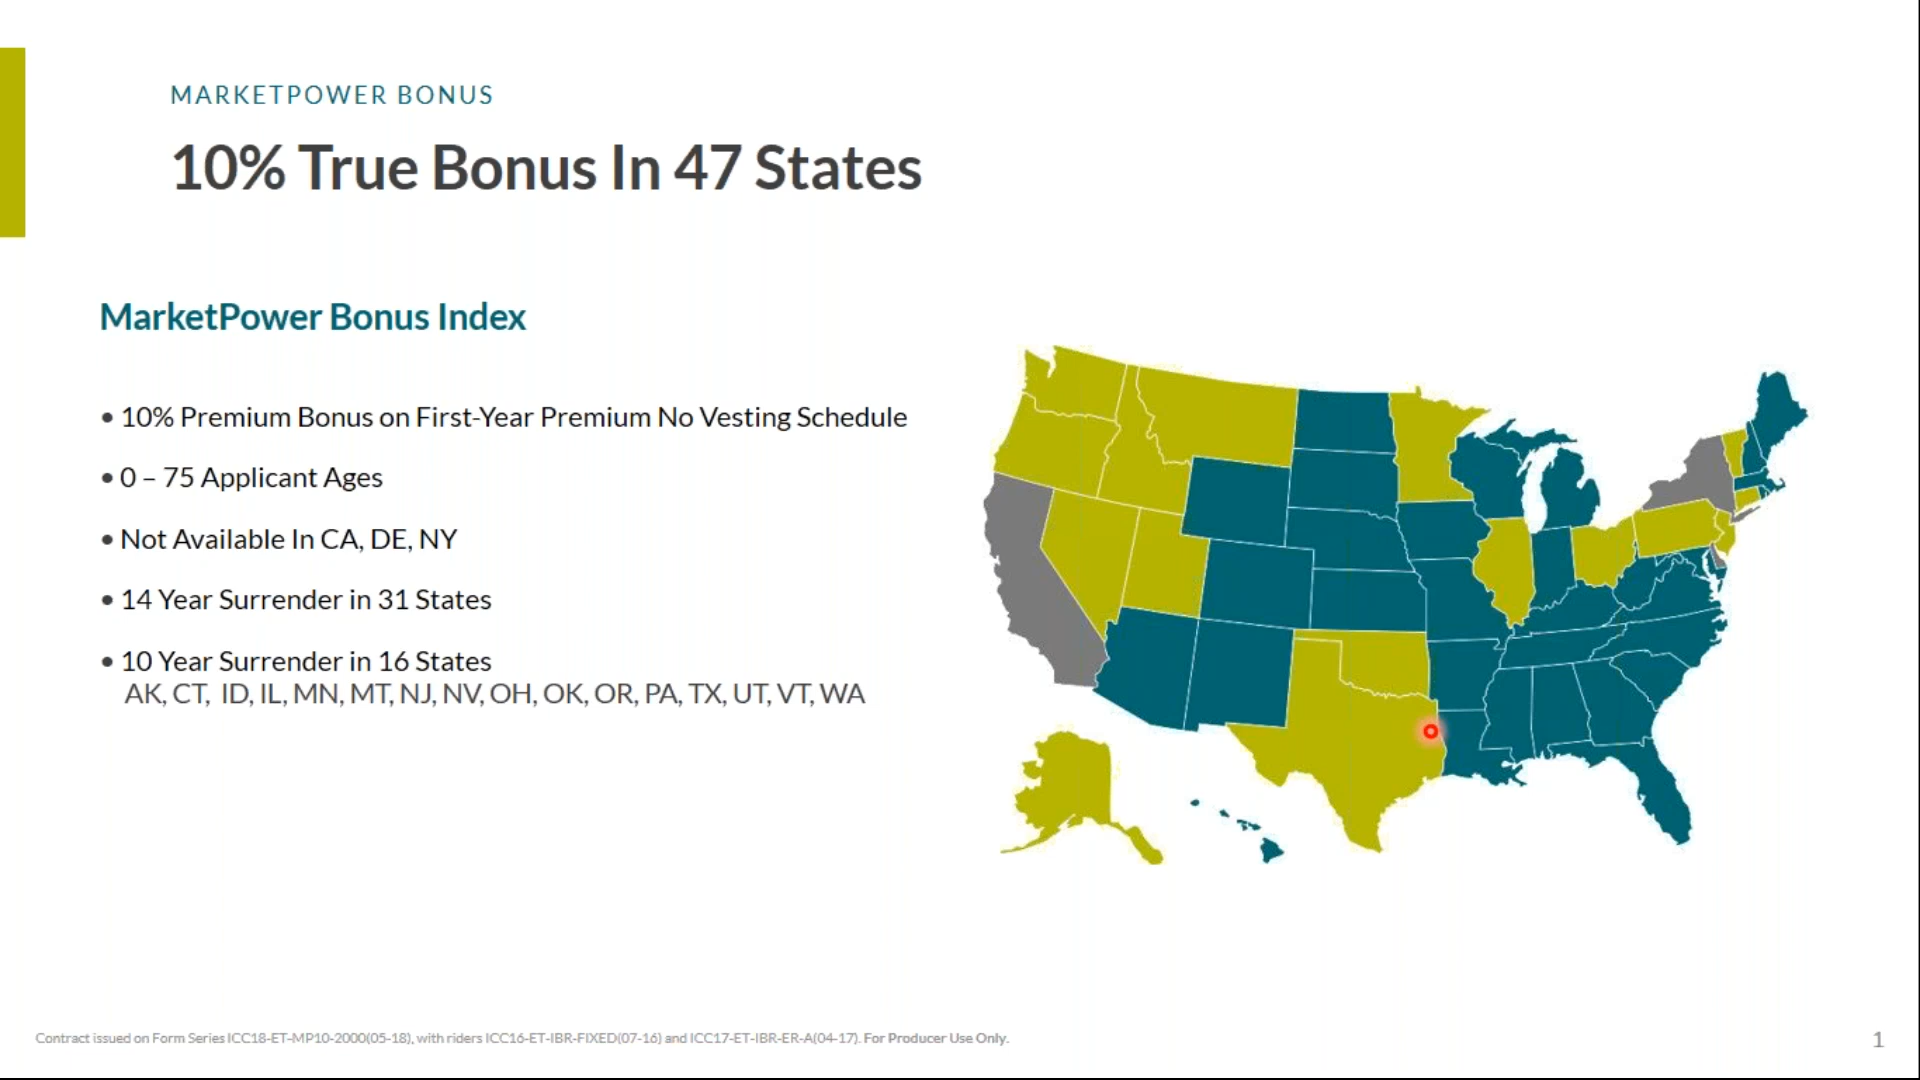 MARKETPOWER BONUS
10% True Bonus In 47 States
MarketPower Bonus Index
• 10% Premium Bonus on First-Year Premium No Vesting Schedule
• 0 – 75 Applicant Ages
• Not Available In CA, DE, NY
• 14 Year Surrender in 31 States
• 10 Year Surrender in 16 States
AK, CT, ID, IL, MN, MT, NJ, NV, OH, OK, OR, PA, TX, UT, VT, WA
Contract issued on Form Series ICC18-ET-MP10-2000(05-18), with riders ICC16-ET-IBR-FIXED(07-16) and ICC17-ET-IBR-ER-A(04-17). For Producer Use Only.
1